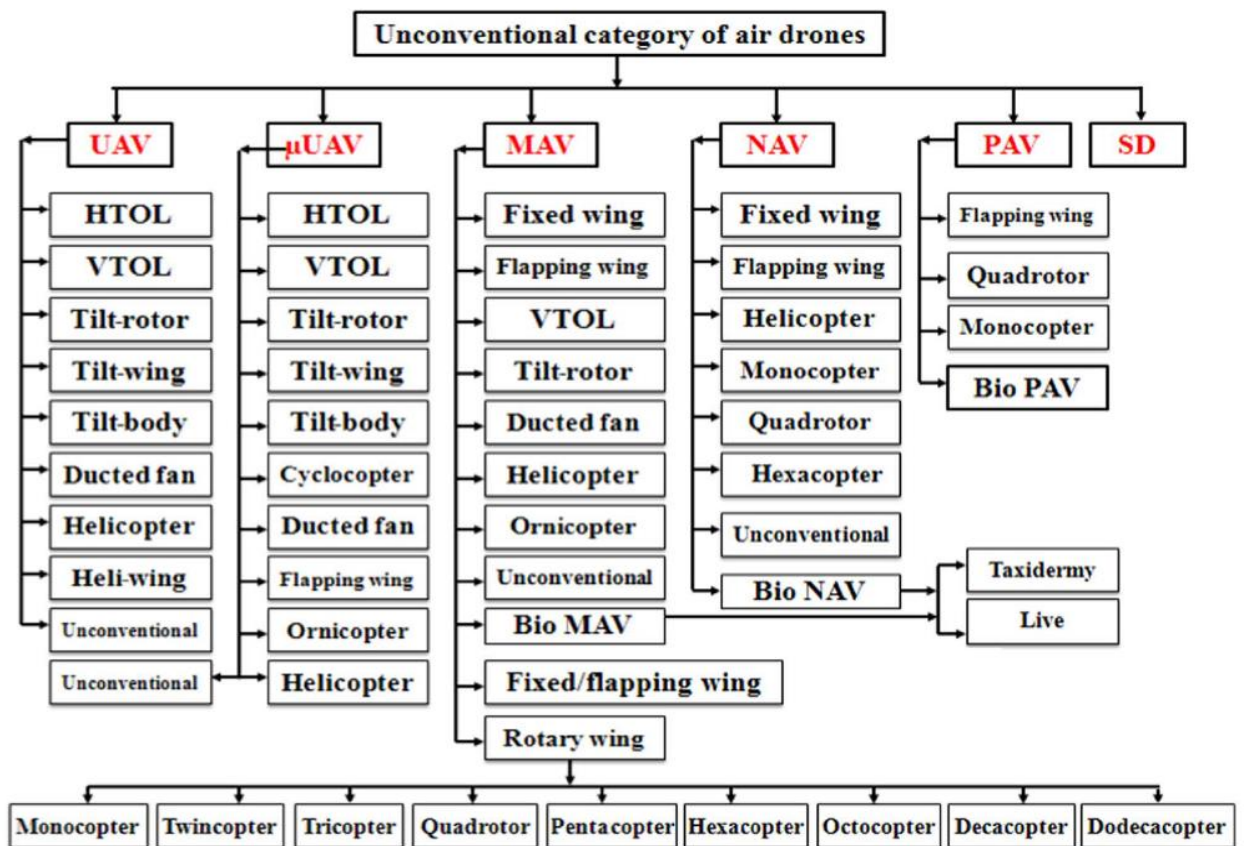 Unconventional category of air drones
UAV
μUAV
MAV
NAV
PAV
SD
HTOL
VTOL
Tilt-rotor
Tilt-wing
Tilt-body
Ducted fan
Helicopter
Heli-wing
Unconventional
Unconventional
HTOL
VTOL
Tilt-rotor
Tilt-wing
Tilt-body
Cyclocopter
Ducted fan
Flapping wing
Ornicopter
Helicopter
Fixed wing
Flapping wing
VTOL
Tilt-rotor
Ducted fan
Helicopter
Ornicopter
Unconventional
Bio MAV
Fixed/flapping wing
Rotary wing
Fixed wing
Flapping wing
Helicopter
Monocopter
Quadrotor
Hexacopter
Unconventional
Bio NAV
Flapping wing
Quadrotor
Monocopter
Bio PAV
Taxidermy
Live
Monocopter
Twincopter
Tricopter
Quadrotor
Pentacopter
Hexacopter
Octocopter
Decacopter
Dodecacopter